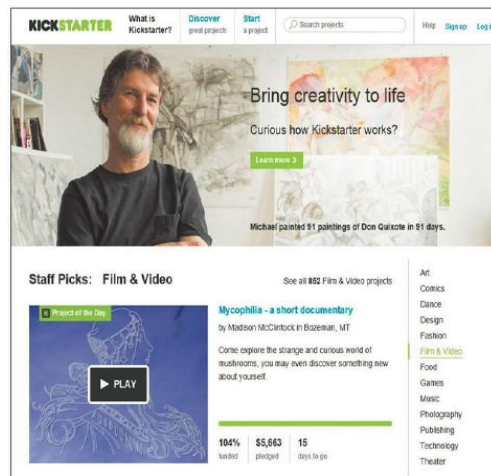 KICKSTARTER
What is
Kickstarter?
Discover
great projects
Start
a project
Search projects
Help
Sign up
Log i
Bring creativity to life
Curious how Kickstarter works?
Learn more >
Michael painted 91 paintings of Don Quixote in 91 days.
Staff Picks: Film & Video
See all 852 Film & Video projects
K Project of the Day
PLAY
Mycophilia - a short documentary
by Madison McClintock in Bozeman, MT
Come explore the strange and curious world of
mushrooms, you may even discover something new
about yourself.
104%
funded
$5,663
pledged
15
days to go
Art
Comics
Dance
Design
Fashion
Film & Video
Food
Games
Music
Photography
Publishing
Technology
Theater